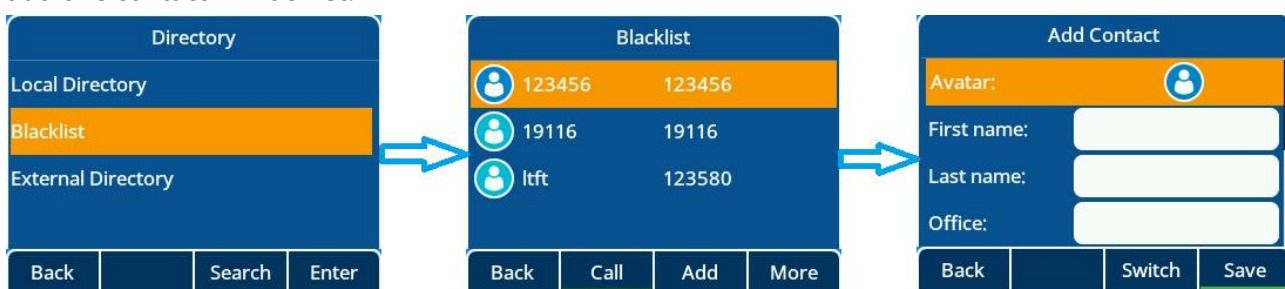 Directory
Local Directory
Blacklist
External Directory
Back Search Enter
Blacklist
123456 123456
19116 19116
ltft 123580
Back Call Add More
Add Contact
Avatar:
First name:
Last name:
Office:
Back Switch Save